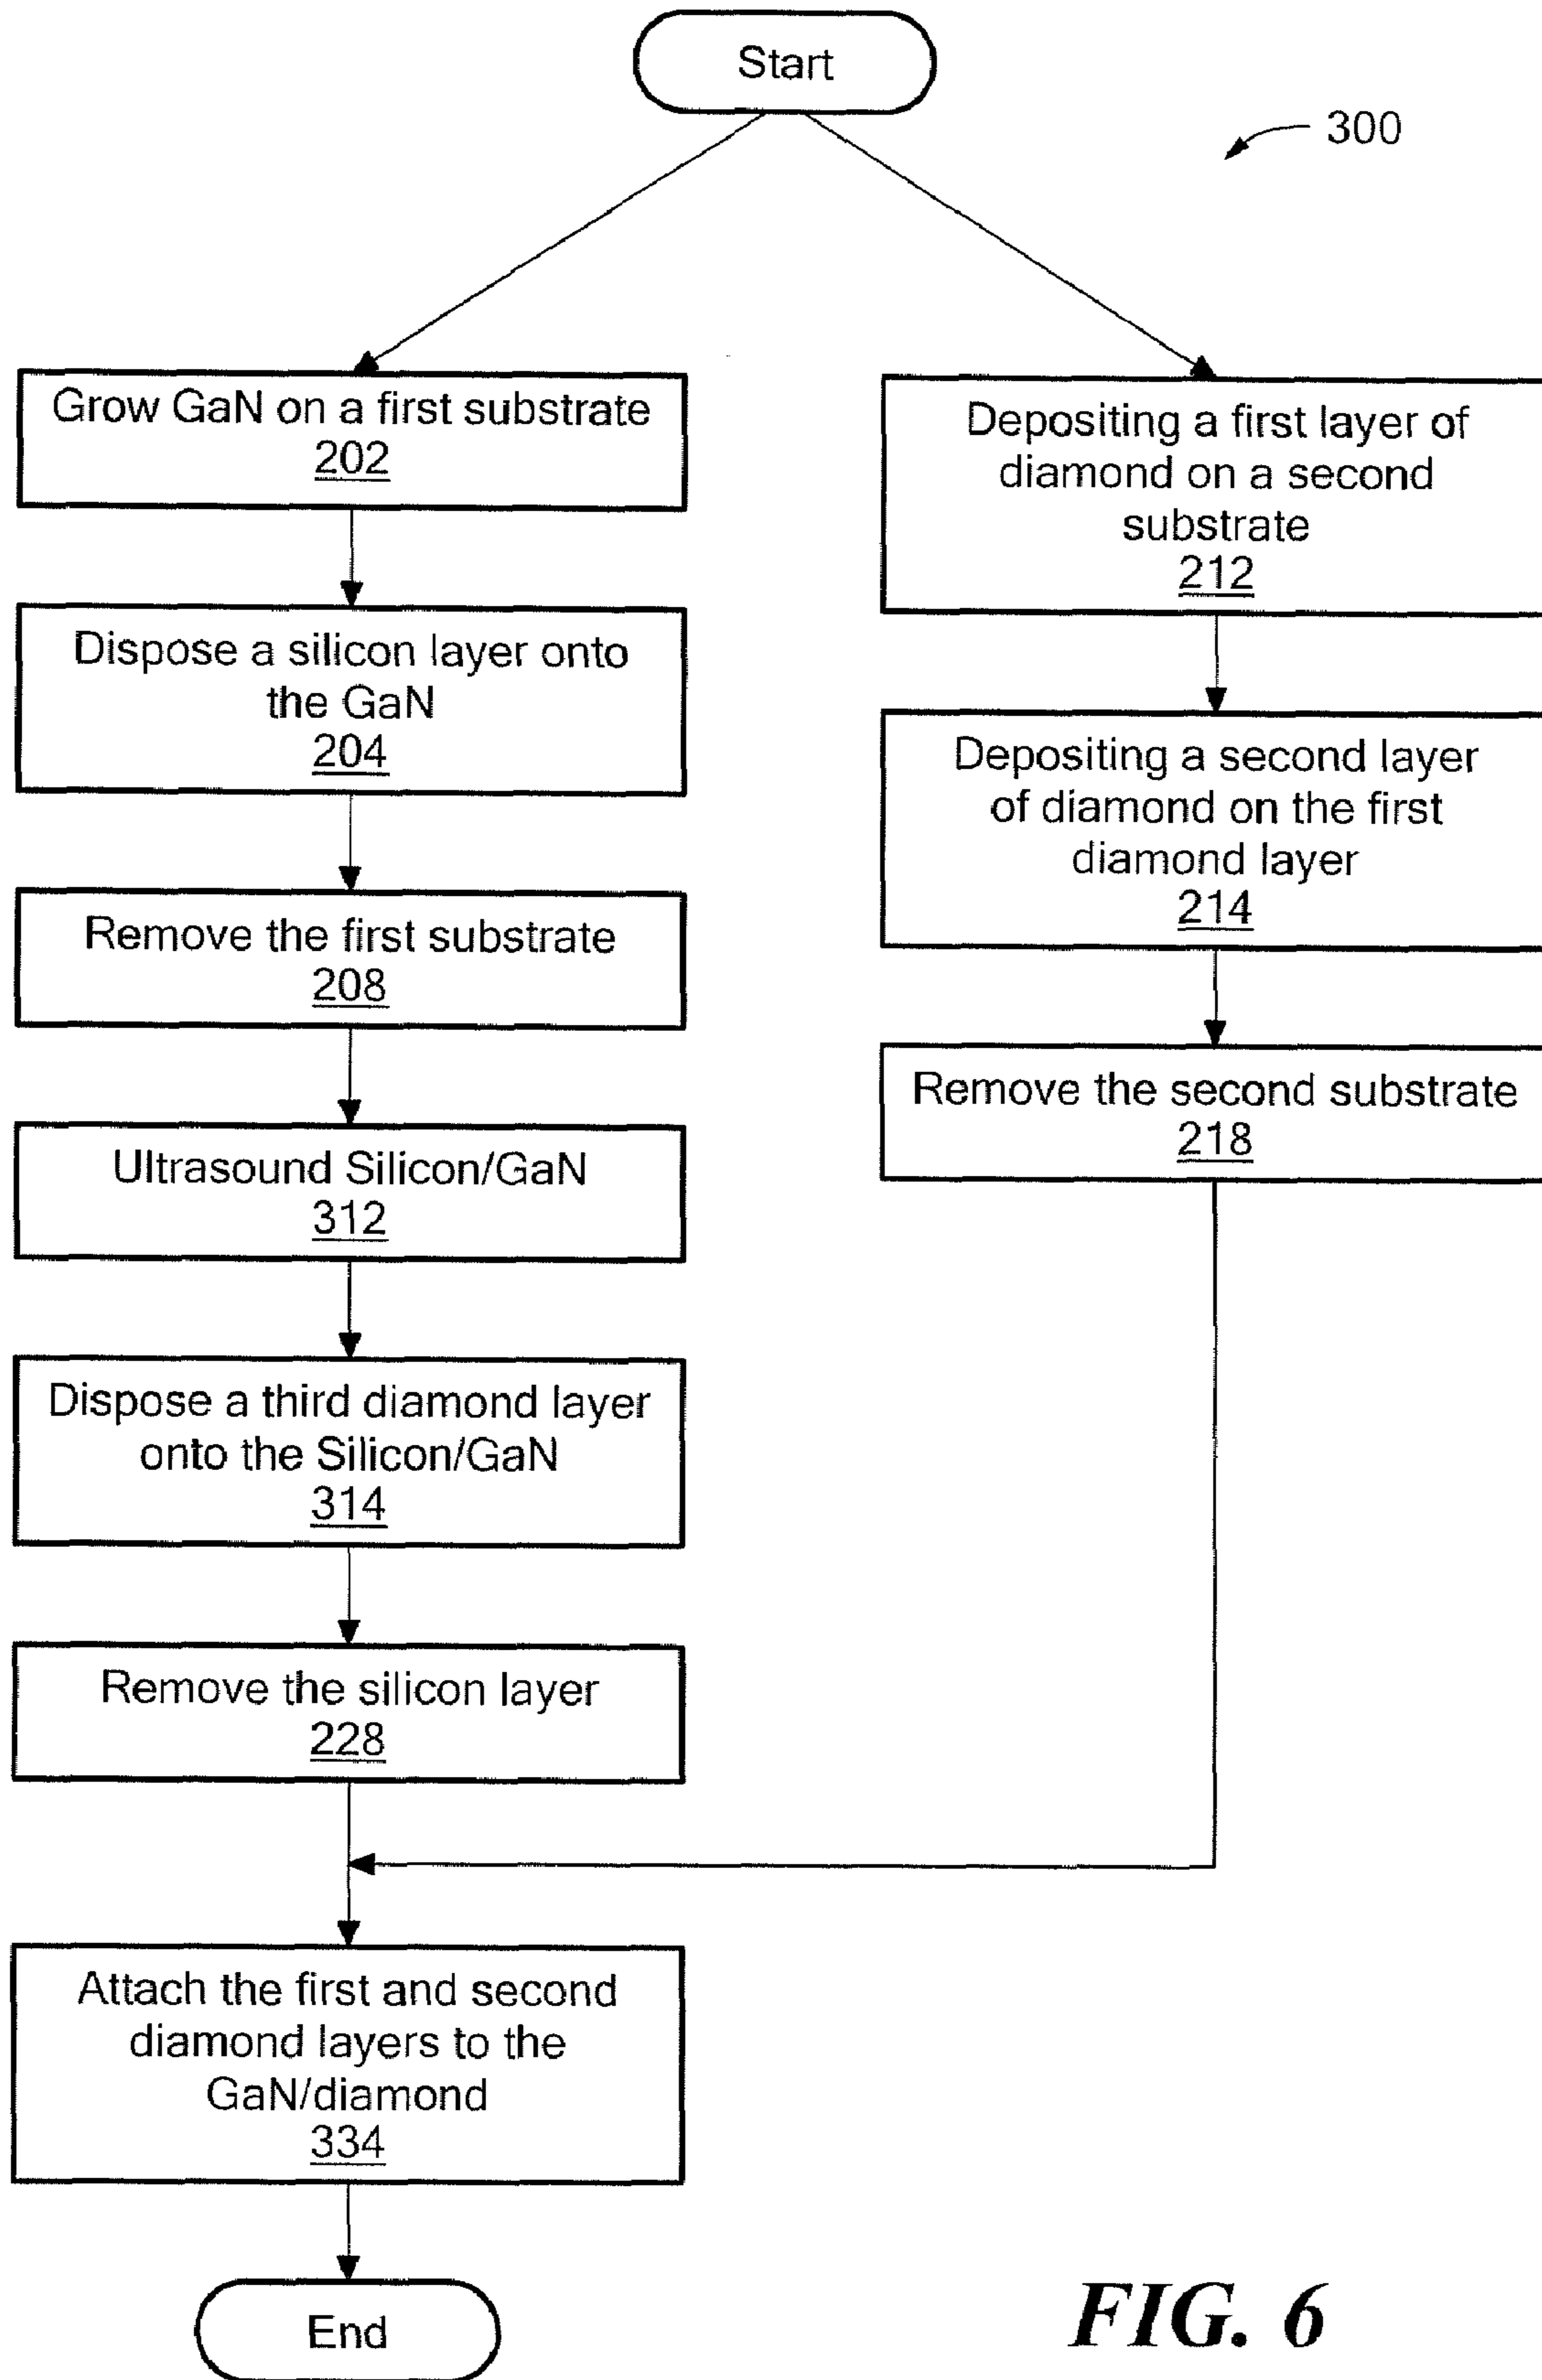 Start
300
Grow GaN on a first substrate
202
Dispose a silicon layer onto
the GaN
204
Remove the first substrate
208
Ultrasound Silicon/GaN
312
Dispose a third diamond layer
onto the Silicon/GaN
314
Remove the silicon layer
228
Depositing a first layer of
diamond on a second
substrate
212
Depositing a second layer
of diamond on the first
diamond layer
214
Remove the second substrate
218
Attach the first and second
diamond layers to the
GaN/diamond
334
End
FIG. 6